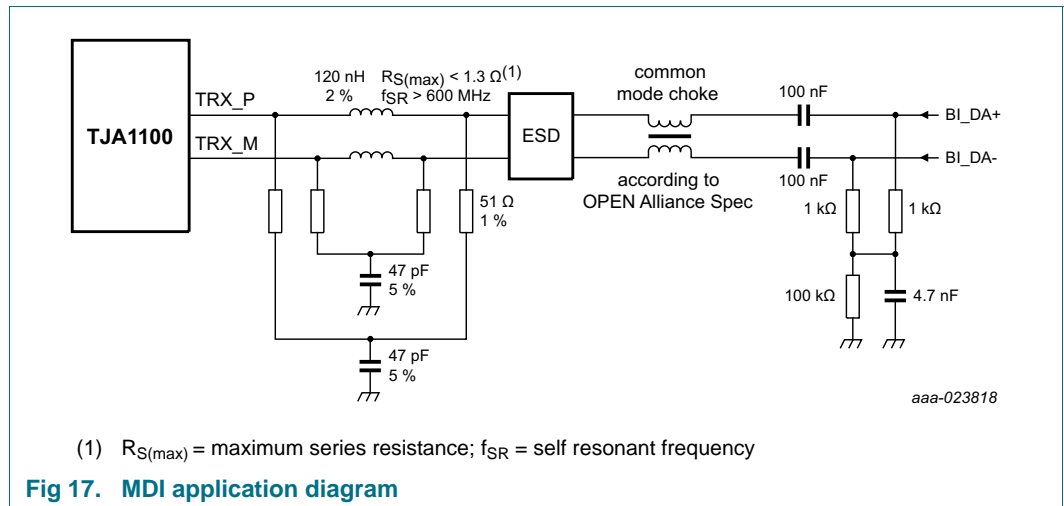 TJA1100
TRX_P
TRX_M
120 nH
2 %
RS(max) < 1.3 Ω(1)
fSR > 600 MHz
51 Ω
1 %
47 pF
5 %
47 pF
5 %
ESD
common
mode choke
according to
OPEN Alliance Spec
100 nF
100 nF
BI_DA+
BI_DA-
1 kΩ
1 kΩ
100 kΩ
4.7 nF
aaa-023818
(1) RS(max) = maximum series resistance; fSR = self resonant frequency
Fig 17. MDI application diagram